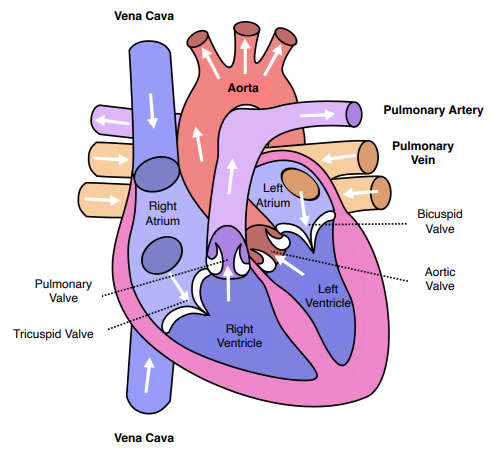 Vena Cava
Aorta
Pulmonary Artery
Pulmonary
Vein
Left
Atrium
Right
Atrium
Bicuspid
Valve
Aortic
Valve
Pulmonary
Valve
Left
Ventricle
Tricuspid Valve
Right
Ventricle
Vena Cava